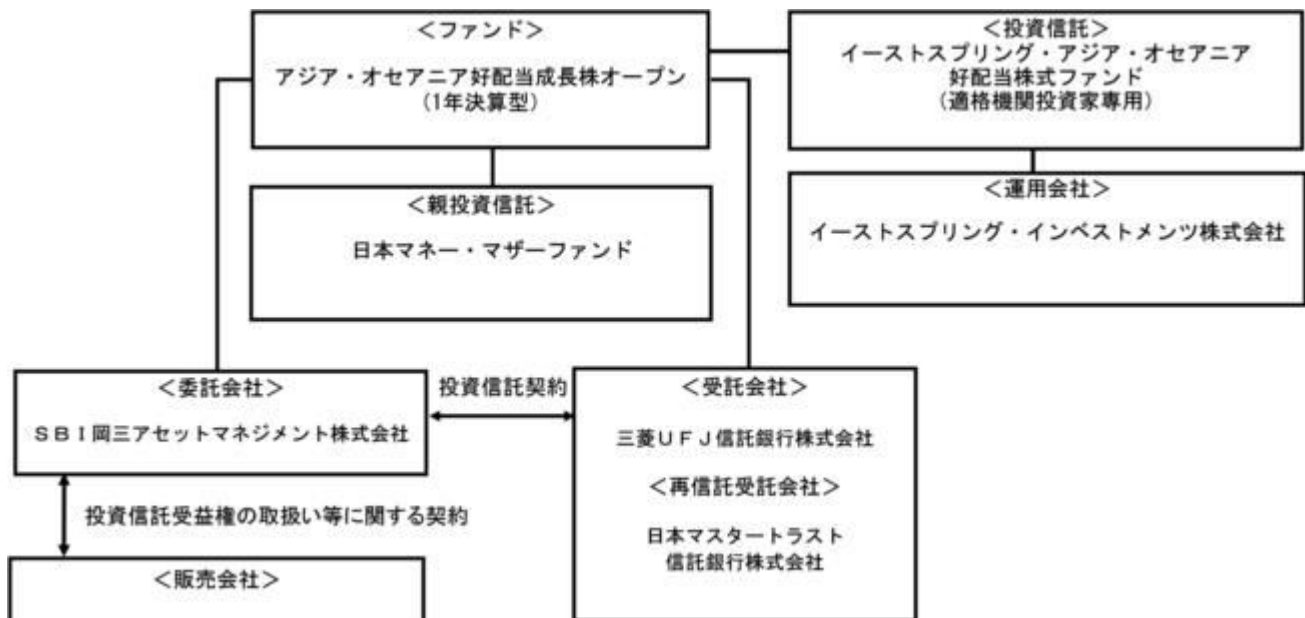 ＜ファンド＞
アジア・オセアニア好配当成長株オープン
（1年決算型）
＜投資信託＞
イーストスプリング・アジア・オセアニア
好配当株式ファンド
（適格機関投資家専用）
＜親投資信託＞
日本マネー・マザーファンド
＜運用会社＞
イーストスプリング・インベストメンツ株式会社
＜委託会社＞
ＳＢＩ岡三アセットマネジメント株式会社
投資信託契約
＜受託会社＞
三菱ＵＦＪ信託銀行株式会社
＜再信託受託会社＞
日本マスタートラスト
信託銀行株式会社
投資信託受益権の取扱い等に関する契約
＜販売会社＞